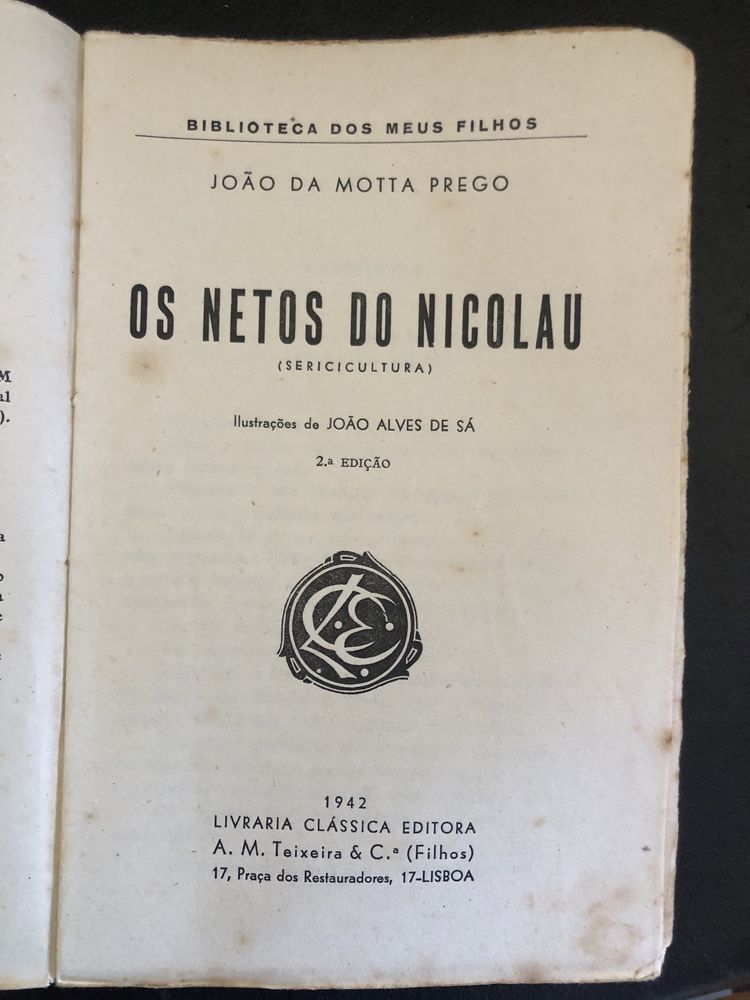 BIBLIOTECA DOS MEUS FILHOS
JOÃO DA MOTTA PREGO
OS NETOS DO NICOLAU
(SERICICULTURA)
Ilustrações de JOÃO ALVES DE SÁ
2.ª EDIÇÃO
LCE
1942
LIVRARIA CLÁSSICA EDITORA
A. M. Teixeira & C.ª (Filhos)
17, Praça dos Restauradores, 17-LISBOA